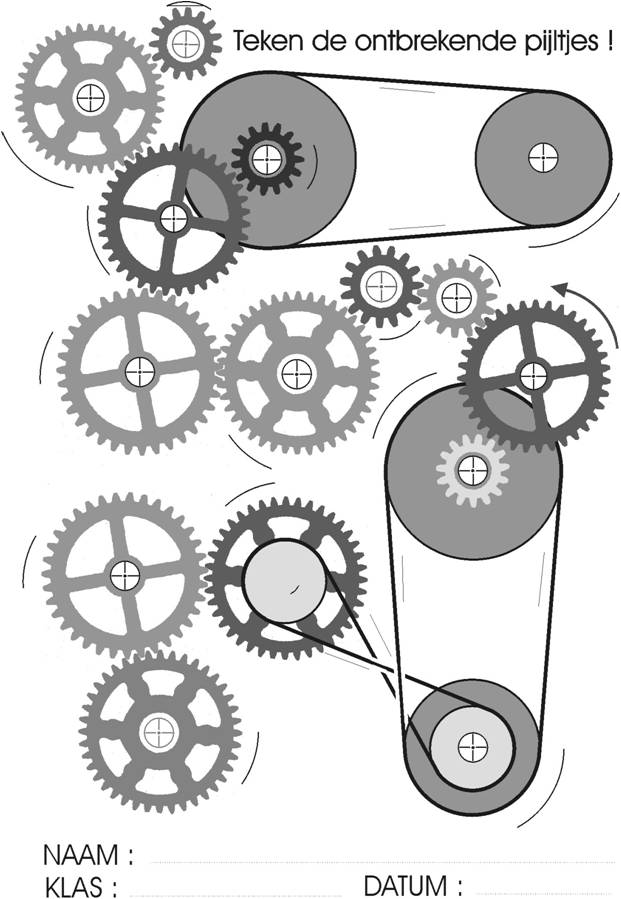 Teken de ontbrekende pijltjes !
NAAM :
KLAS :
DATUM :